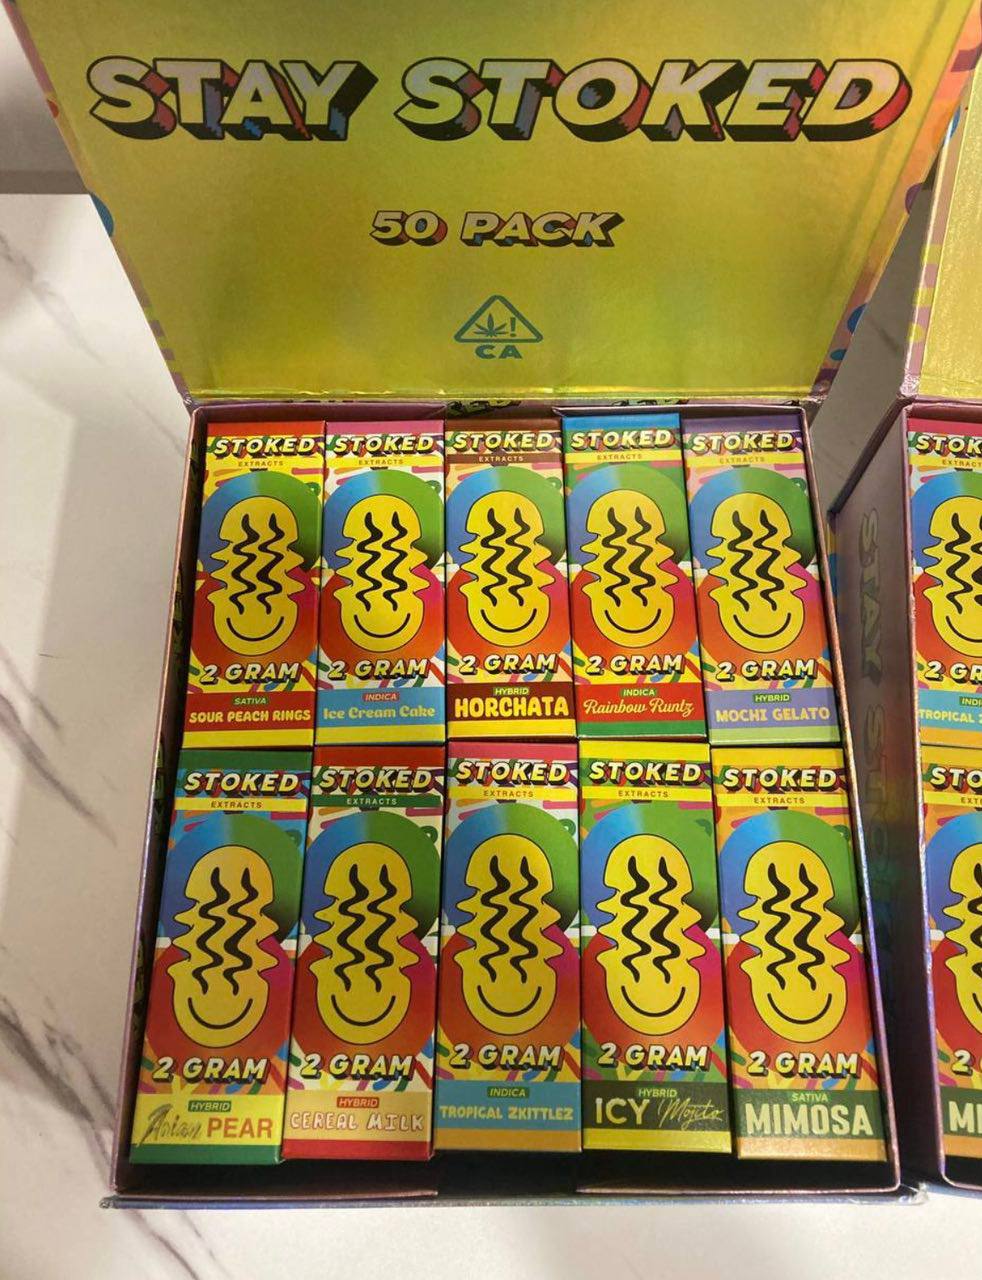 STAY STOKED
50 PACK
CA
STOKED
EXTRACTS
2 GRAM
SATIVA
SOUR PEACH RINGS
STOKED
EXTRACTS
2 GRAM
INDICA
Ice Cream Cake
STOKED
EXTRACTS
2 GRAM
HYBRID
HORCHATA
STOKED
EXTRACTS
2 GRAM
INDICA
Rainbow Runtz
STOKED
EXTRACTS
2 GRAM
HYBRID
MOCHI GELATO
STOKED
EXTRACTS
2 GRAM
HYBRID
Asian PEAR
STOKED
EXTRACTS
2 GRAM
HYBRID
CEREAL MILK
STOKED
EXTRACTS
2 GRAM
INDICA
TROPICAL ZKITTLEZ
STOKED
EXTRACTS
2 GRAM
HYBRID
ICY Mojito
STOKED
EXTRACTS
2 GRAM
SATIVA
MIMOSA
STAY
TROPICAL